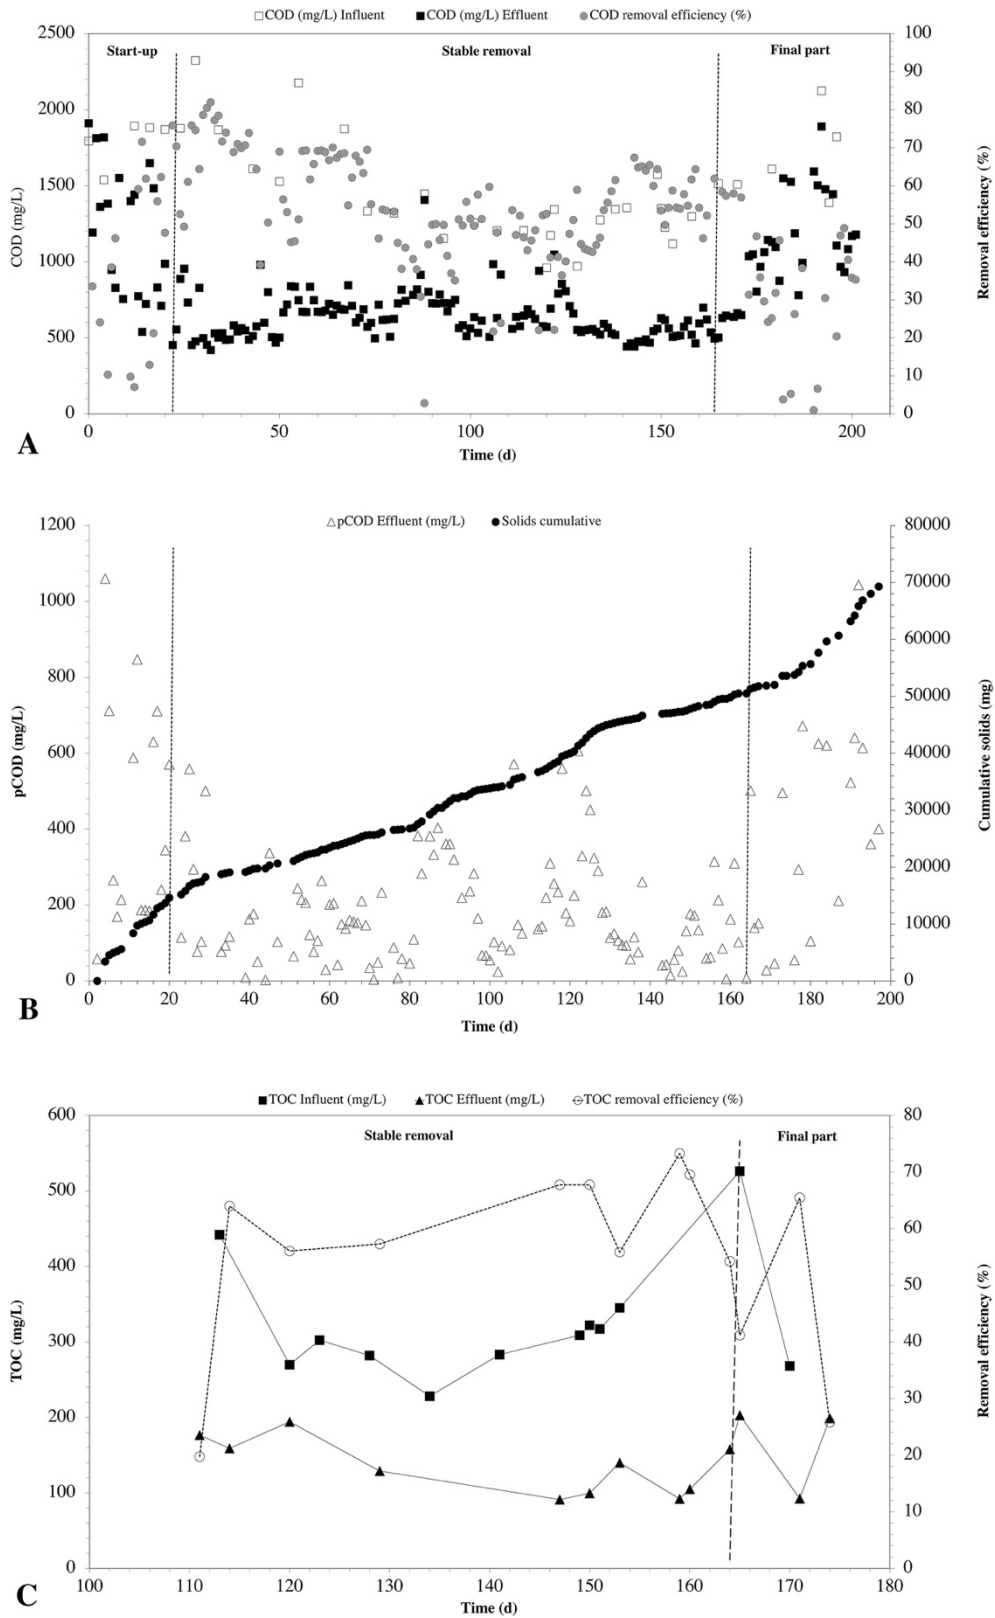 COD (mg/L) Influent COD (mg/L) Effluent COD removal efficiency (%)
2500 100
Start-up Stable removal Final part
90
2000 80
70
1500 60
COD (mg/L) 50 Removal efficiency (%)
1000 40
30
500 20
10
0 0
0 50 100 150 200
A Time (d)
pCOD Effluent (mg/L) Solids cumulative
1200 80000
70000
1000
60000
800
50000
pCOD (mg/L) Cumulative solids (mg)
600 40000
30000
400
20000
200
10000
0 0
0 20 40 60 80 100 120 140 160 180 200
B Time (d)
TOC Influent (mg/L) TOC Effluent (mg/L) TOC removal efficiency (%)
600 80
Stable removal Final part
70
500
60
400
50
TOC (mg/L) Removal efficiency (%)
300 40
30
200
20
100
10
0 0
100 110 120 130 140 150 160 170 180
C Time (d)